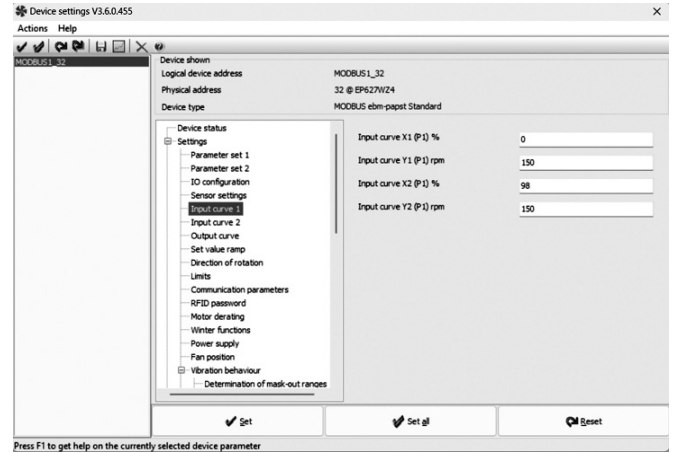 Device settings V3.6.0.455
Actions Help
MODBUS1_32
Device shown
Logical device address MODBUS1_32
Physical address 32 @ EP627WZ4
Device type MODBUS ebm-papst Standard
Device status
Settings
Parameter set 1
Parameter set 2
IO configuration
Sensor settings
Input curve 1
Input curve 2
Output curve
Set value ramp
Direction of rotation
Limits
Communication parameters
RFID password
Motor derating
Winter functions
Power supply
Fan position
Vibration behaviour
Determination of mask-out ranges
Input curve X1 (P1) % 0
Input curve Y1 (P1) rpm 150
Input curve X2 (P1) % 98
Input curve Y2 (P1) rpm 150
Set Set all Reset
Press F1 to get help on the currently selected device parameter